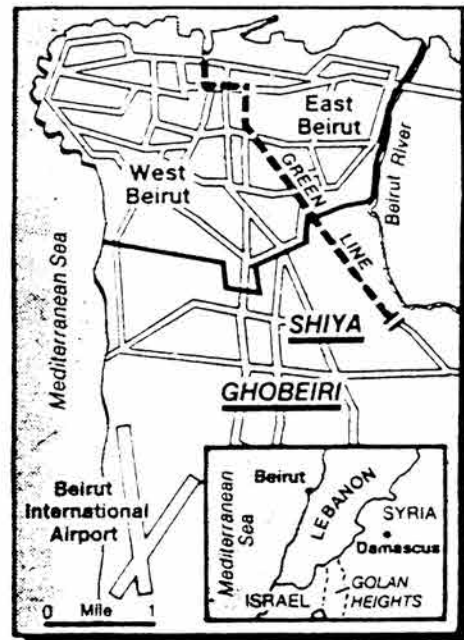 East
Beirut
West
Beirut
GREEN
LINE
Beirut River
Mediterranean Sea
SHIYA
GHOBEIRI
Beirut
International
Airport
0 Mile 1
Mediterranean
Sea
Beirut
LEBANON
SYRIA
Damascus
ISRAEL
GOLAN
HEIGHTS